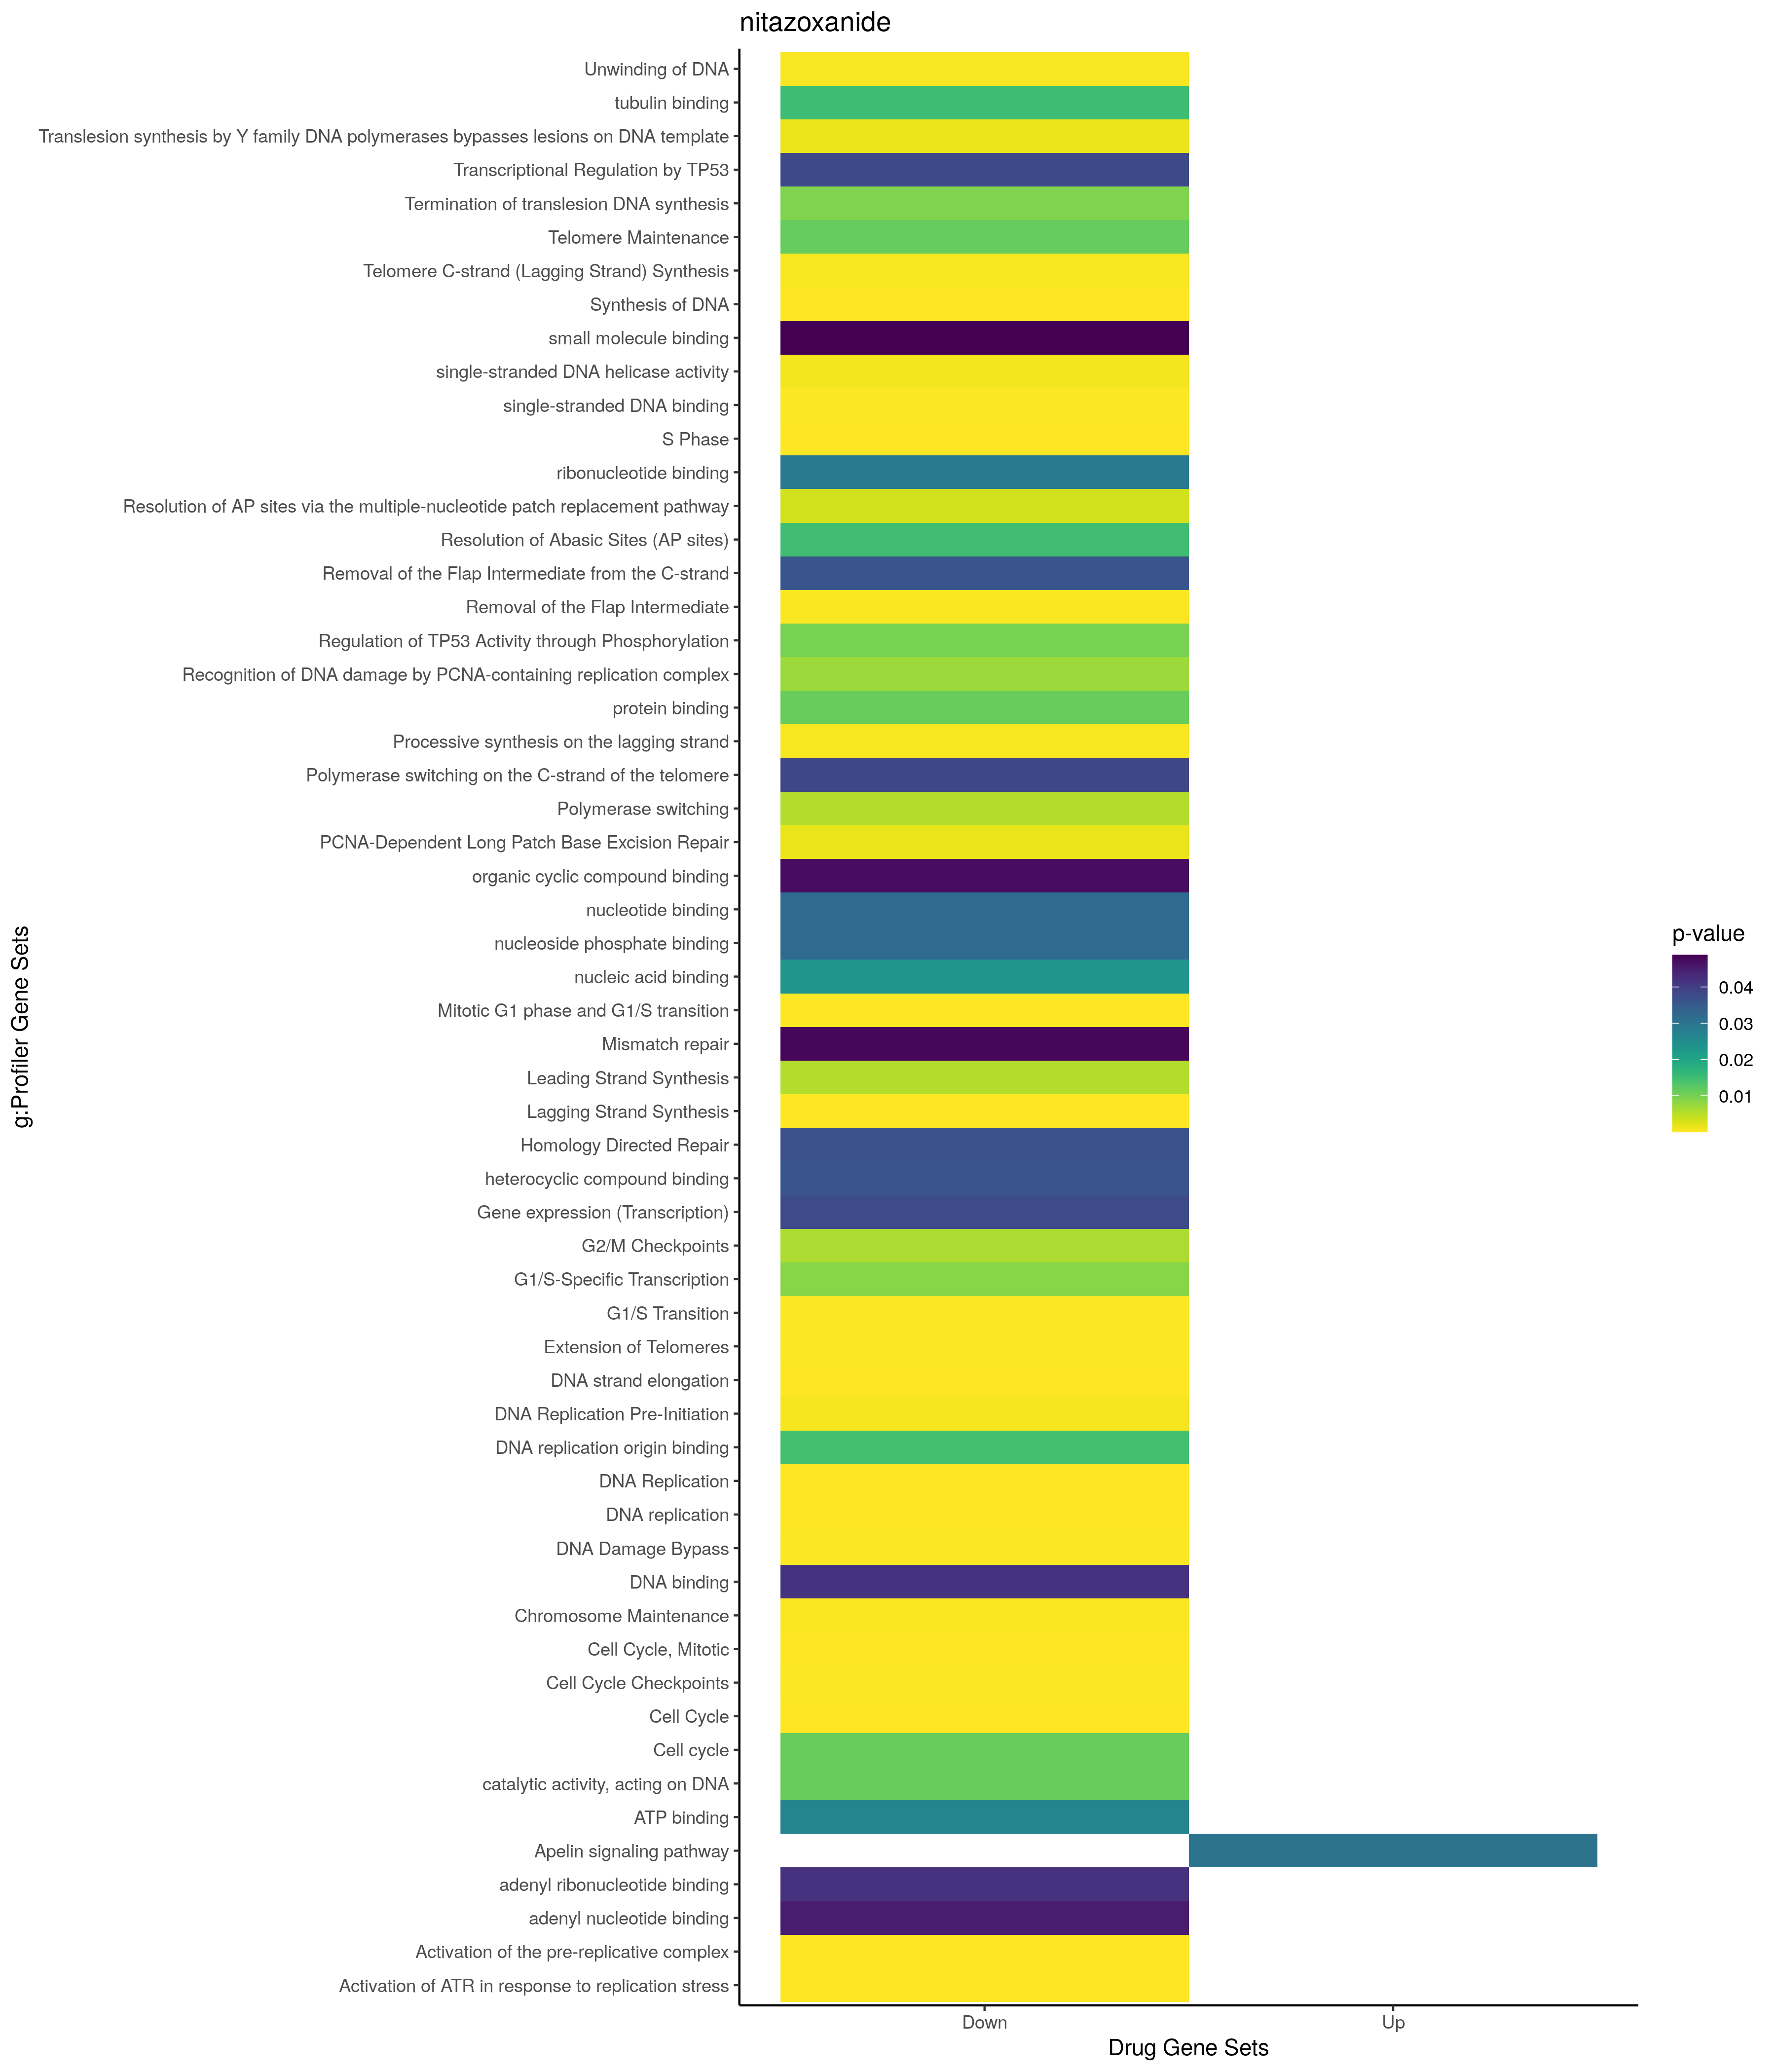 nitazoxanide
Unwinding of DNA
tubulin binding
Translesion synthesis by Y family DNA polymerases bypasses lesions on DNA template
Transcriptional Regulation by TP53
Termination of translesion DNA synthesis
Telomere Maintenance
Telomere C-strand (Lagging Strand) Synthesis
Synthesis of DNA
small molecule binding
single-stranded DNA helicase activity
single-stranded DNA binding
S Phase
ribonucleotide binding
Resolution of AP sites via the multiple-nucleotide patch replacement pathway
Resolution of Abasic Sites (AP sites)
Removal of the Flap Intermediate from the C-strand
Removal of the Flap Intermediate
Regulation of TP53 Activity through Phosphorylation
Recognition of DNA damage by PCNA-containing replication complex
protein binding
Processive synthesis on the lagging strand
Polymerase switching on the C-strand of the telomere
Polymerase switching
PCNA-Dependent Long Patch Base Excision Repair
organic cyclic compound binding
nucleotide binding
nucleoside phosphate binding
nucleic acid binding
Mitotic G1 phase and G1/S transition
Mismatch repair
Leading Strand Synthesis
Lagging Strand Synthesis
Homology Directed Repair
heterocyclic compound binding
Gene expression (Transcription)
G2/M Checkpoints
G1/S-Specific Transcription
G1/S Transition
Extension of Telomeres
DNA strand elongation
DNA Replication Pre-Initiation
DNA replication origin binding
DNA Replication
DNA replication
DNA Damage Bypass
DNA binding
Chromosome Maintenance
Cell Cycle, Mitotic
Cell Cycle Checkpoints
Cell Cycle
Cell cycle
catalytic activity, acting on DNA
ATP binding
Apelin signaling pathway
adenyl ribonucleotide binding
adenyl nucleotide binding
Activation of the pre-replicative complex
Activation of ATR in response to replication stress
g:Profiler Gene Sets
Down
Up
Drug Gene Sets
p-value
0.04
0.03
0.02
0.01